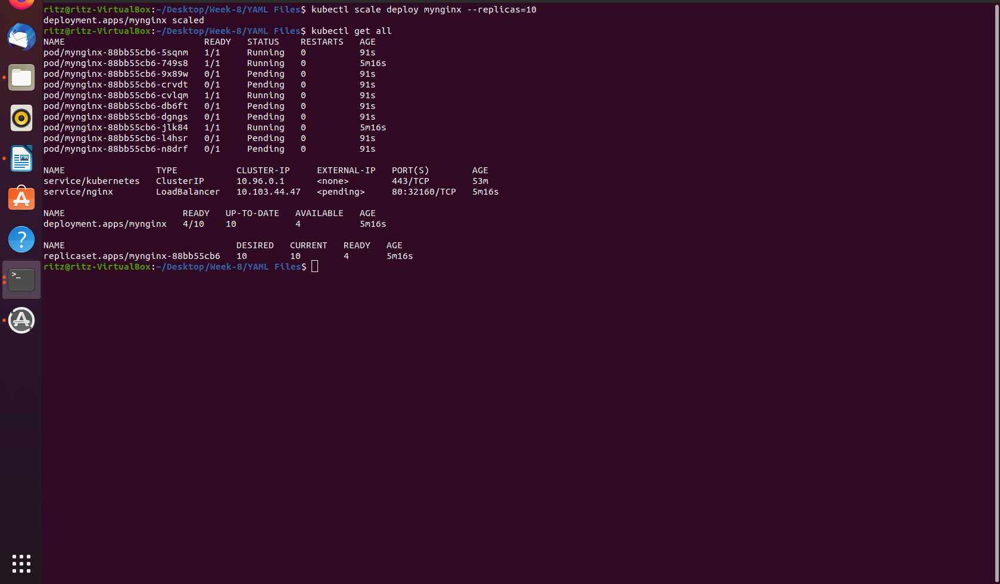 ritz@ritz-VirtualBox:~/Desktop/Week-8/YAML Files$ kubectl scale deploy mynginx --replicas=10
deployment.apps/mynginx scaled
ritz@ritz-VirtualBox:~/Desktop/Week-8/YAML Files$ kubectl get all
NAME                          READY   STATUS    RESTARTS   AGE
pod/mynginx-88bb55cb6-5sqnm   1/1     Running   0          91s
pod/mynginx-88bb55cb6-749s8   1/1     Running   0          5m16s
pod/mynginx-88bb55cb6-9x89w   0/1     Pending   0          91s
pod/mynginx-88bb55cb6-crvdt   0/1     Pending   0          91s
pod/mynginx-88bb55cb6-cvlqm   1/1     Running   0          91s
pod/mynginx-88bb55cb6-db6ft   0/1     Pending   0          91s
pod/mynginx-88bb55cb6-dgngs   0/1     Pending   0          91s
pod/mynginx-88bb55cb6-jlk84   1/1     Running   0          5m16s
pod/mynginx-88bb55cb6-l4hsr   0/1     Pending   0          91s
pod/mynginx-88bb55cb6-n8drf   0/1     Pending   0          91s
NAME                 TYPE           CLUSTER-IP     EXTERNAL-IP   PORT(S)        AGE
service/kubernetes   ClusterIP      10.96.0.1      <none>        443/TCP        53m
service/nginx        LoadBalancer   10.103.44.47   <pending>     80:32160/TCP   5m16s
NAME                      READY   UP-TO-DATE   AVAILABLE   AGE
deployment.apps/mynginx   4/10    10           4           5m16s
NAME                                DESIRED   CURRENT   READY   AGE
replicaset.apps/mynginx-88bb55cb6   10        10        4       5m16s
ritz@ritz-VirtualBox:~/Desktop/Week-8/YAML Files$